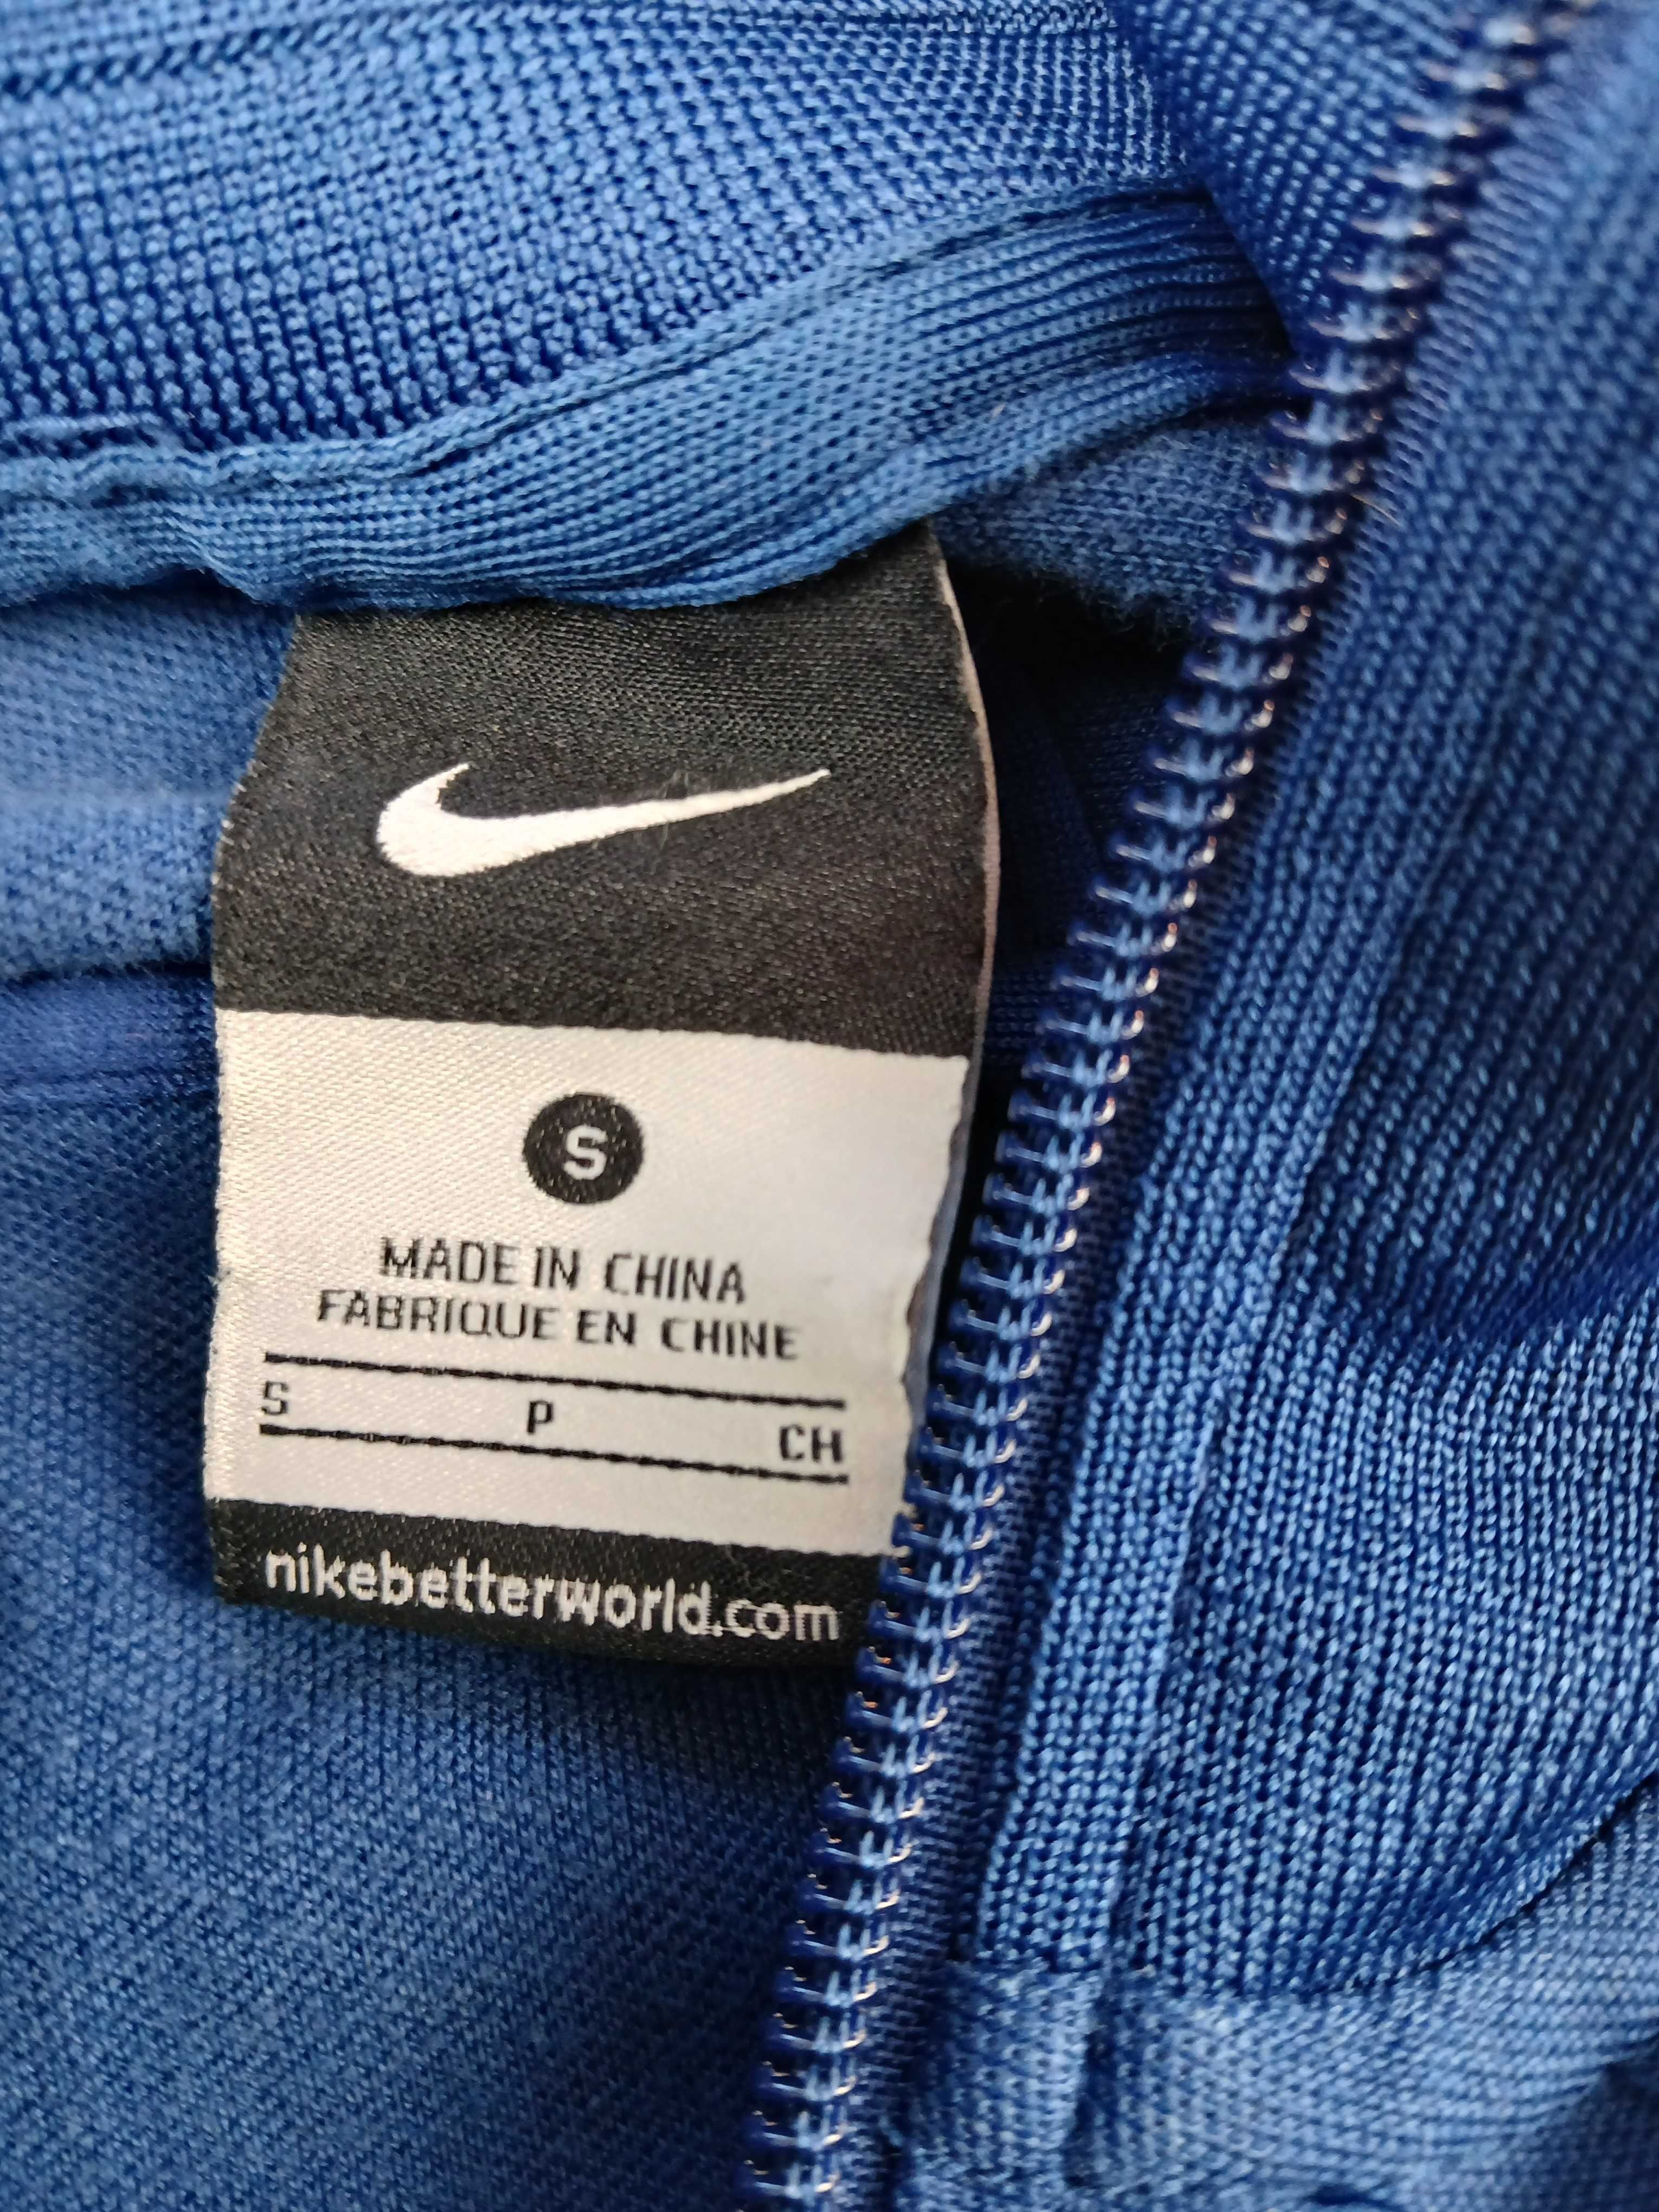 S
MADE IN CHINA
FABRIQUE EN CHINE
S P CH
nikebetterworld.com